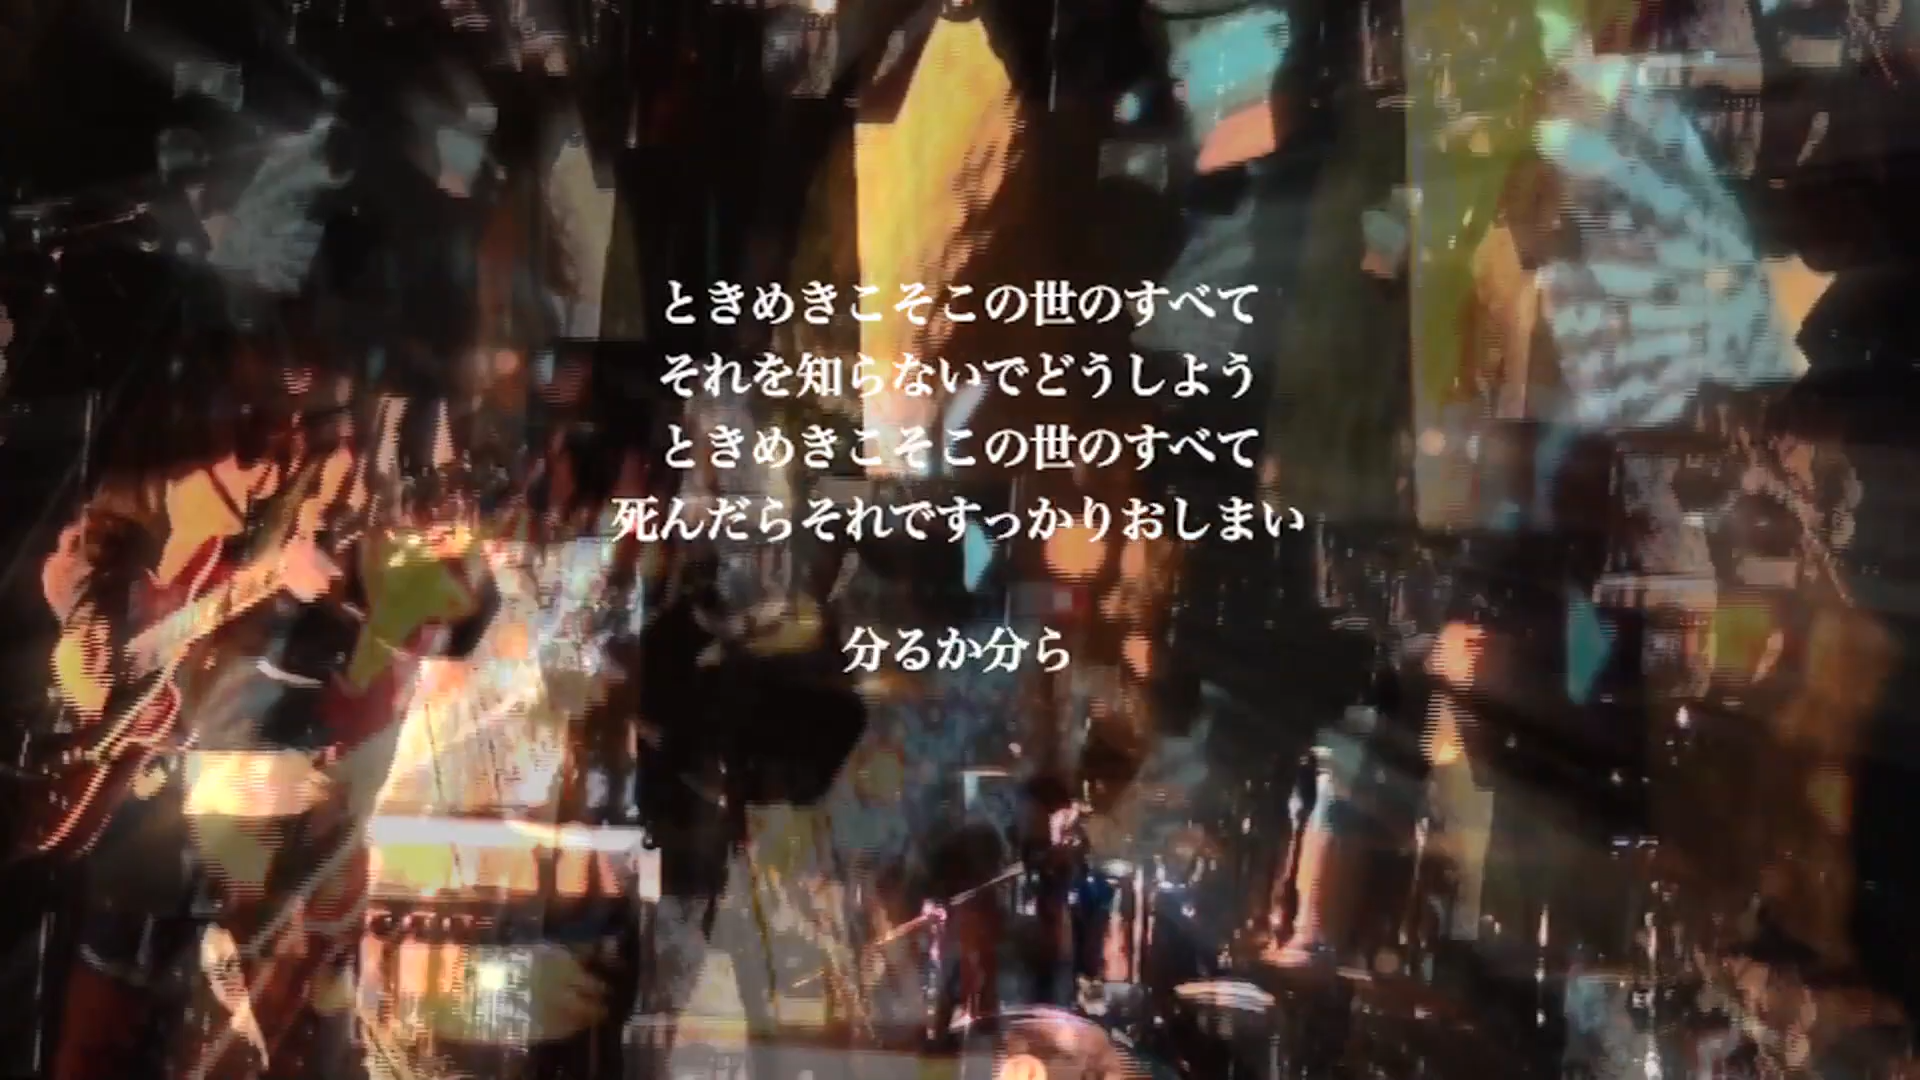 ときめきこそこの世のすべて
それを知らないでどうしよう
ときめきこそこの世のすべて
死んだらそれですっかりおしまい
分るか分ら